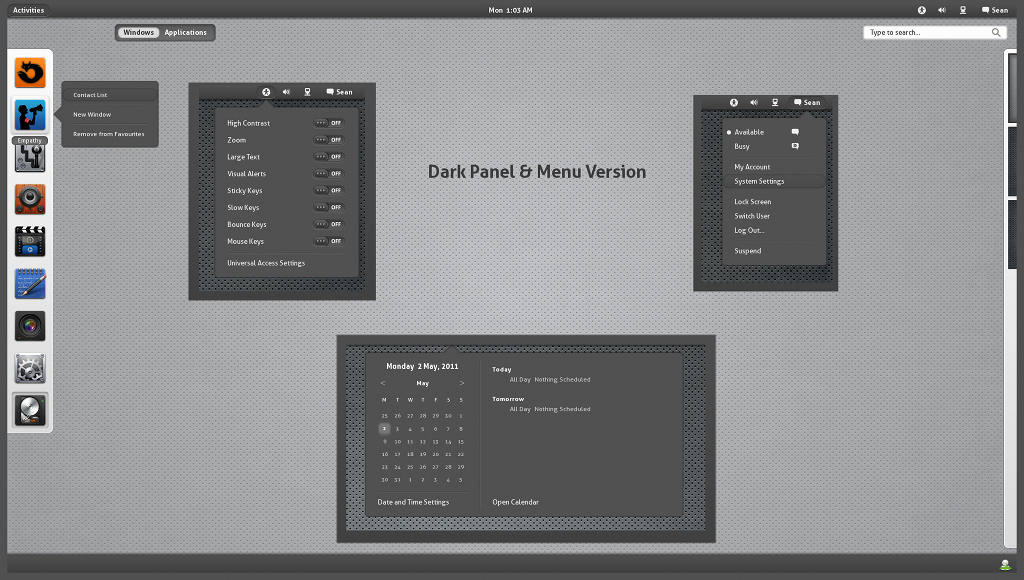 Activities
Mon 1:03 AM
Sean
Windows Applications
Type to search...
Contact List
New Window
Remove from Favourites
Empathy
Sean
High Contrast OFF
Zoom OFF
Large Text OFF
Visual Alerts OFF
Sticky Keys OFF
Slow Keys OFF
Bounce Keys OFF
Mouse Keys OFF
Universal Access Settings
Dark Panel & Menu Version
Sean
Available
Busy
My Account
System Settings
Lock Screen
Switch User
Log Out...
Suspend
Monday 2 May, 2011
< May >
M T W T F S S
25 26 27 28 29 30 1
2 3 4 5 6 7 8
9 10 11 12 13 14 15
16 17 18 19 20 21 22
23 24 25 26 27 28 29
30 31 1 2 3 4 5
Date and Time Settings
Today
All Day Nothing Scheduled
Tomorrow
All Day Nothing Scheduled
Open Calendar